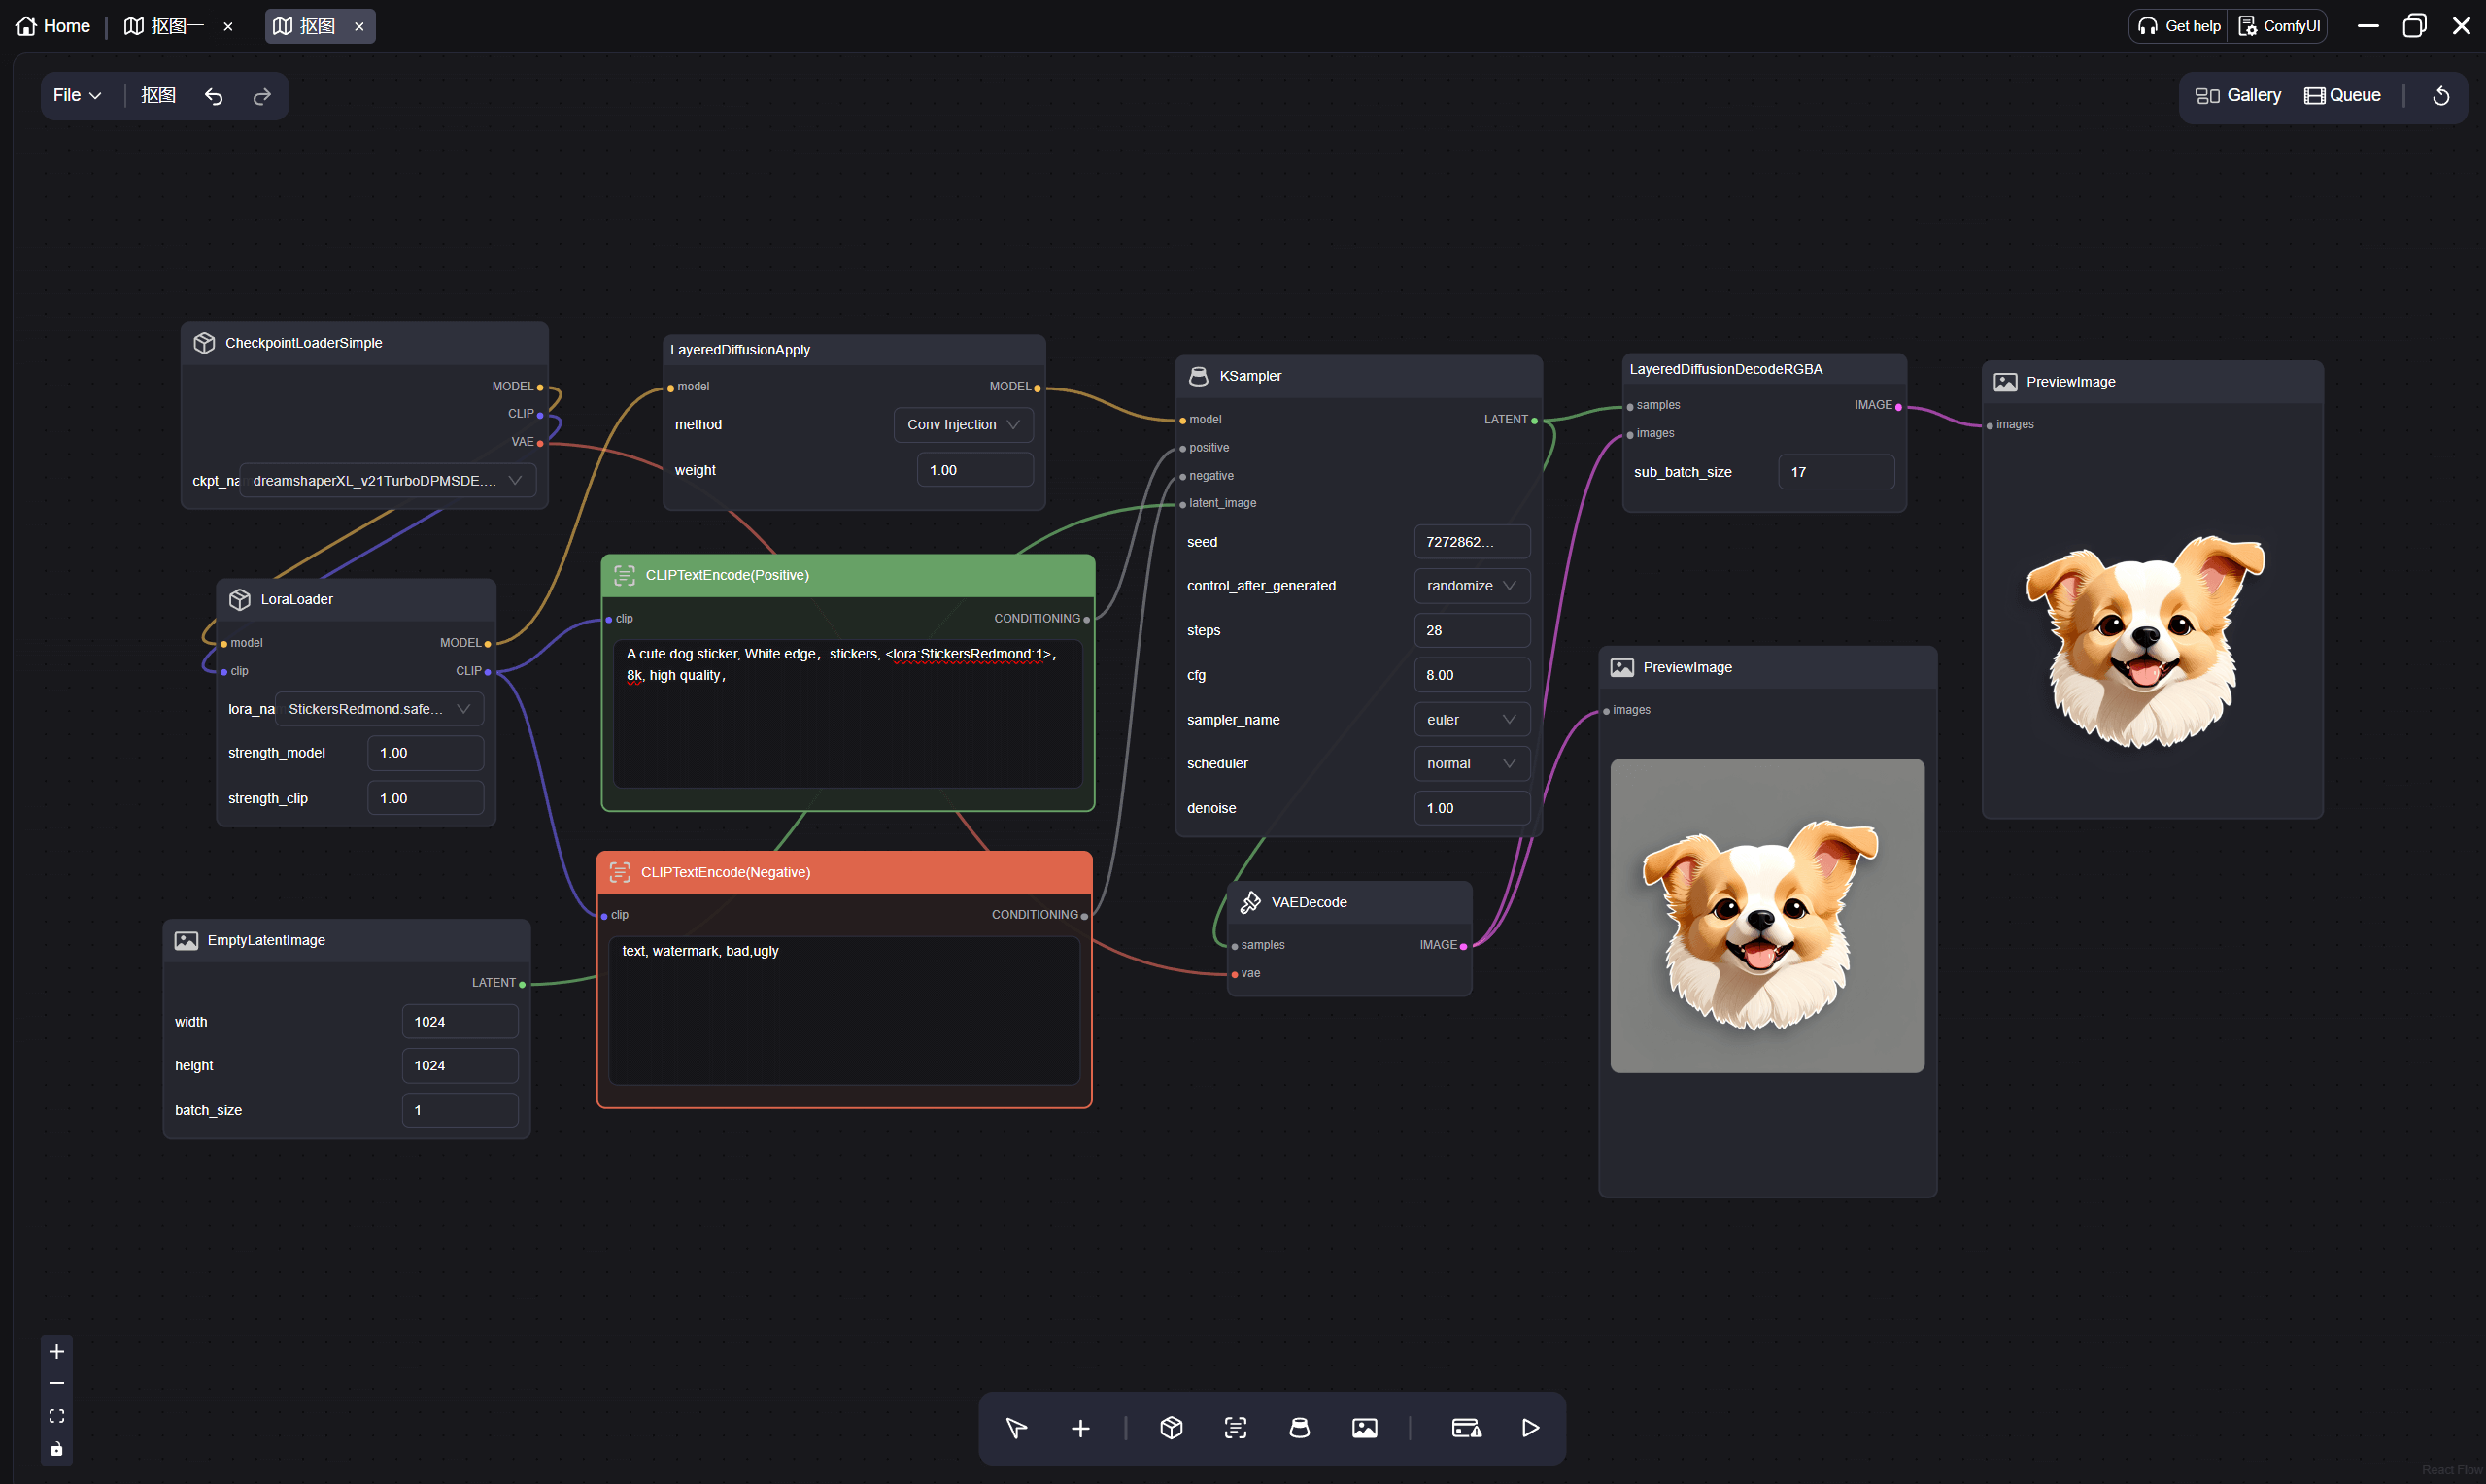 Home
抠图一
抠图
Get help
ComfyUI
File
抠图
Gallery
Queue
CheckpointLoaderSimple
MODEL
CLIP
VAE
ckpt_na
dreamshaperXL_v21TurboDPMSDE....
LayeredDiffusionApply
model
MODEL
method
Conv Injection
weight
1.00
KSampler
model
LATENT
positive
negative
latent_image
seed
7272862...
control_after_generated
randomize
steps
28
cfg
8.00
sampler_name
euler
scheduler
normal
denoise
1.00
LayeredDiffusionDecodeRGBA
samples
IMAGE
images
sub_batch_size
17
PreviewImage
images
LoraLoader
model
MODEL
clip
CLIP
lora_na
StickersRedmond.safe...
strength_model
1.00
strength_clip
1.00
CLIPTextEncode(Positive)
clip
CONDITIONING
A cute dog sticker, White edge，stickers, <lora:StickersRedmond:1>,
8k, high quality，
CLIPTextEncode(Negative)
clip
CONDITIONING
text, watermark, bad,ugly
EmptyLatentImage
LATENT
width
1024
height
1024
batch_size
1
VAEDecode
samples
IMAGE
vae
PreviewImage
images
React Flow